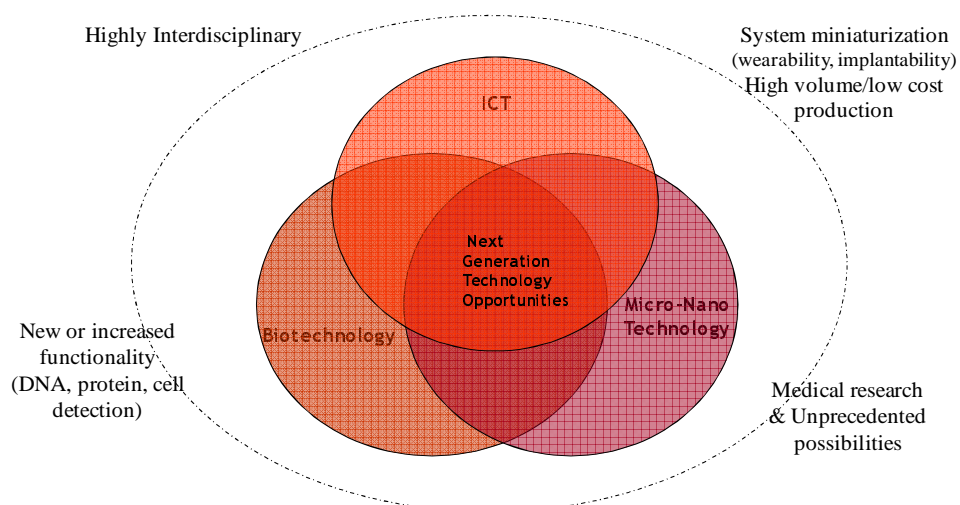 Highly Interdisciplinary
System miniaturization
(wearability, implantability)
High volume/low cost
production
ICT
Next
Generation
Technology
Opportunities
Biotechnology
Micro-Nano
Technology
New or increased
functionality
(DNA, protein, cell
detection)
Medical research
& Unprecedented
possibilities